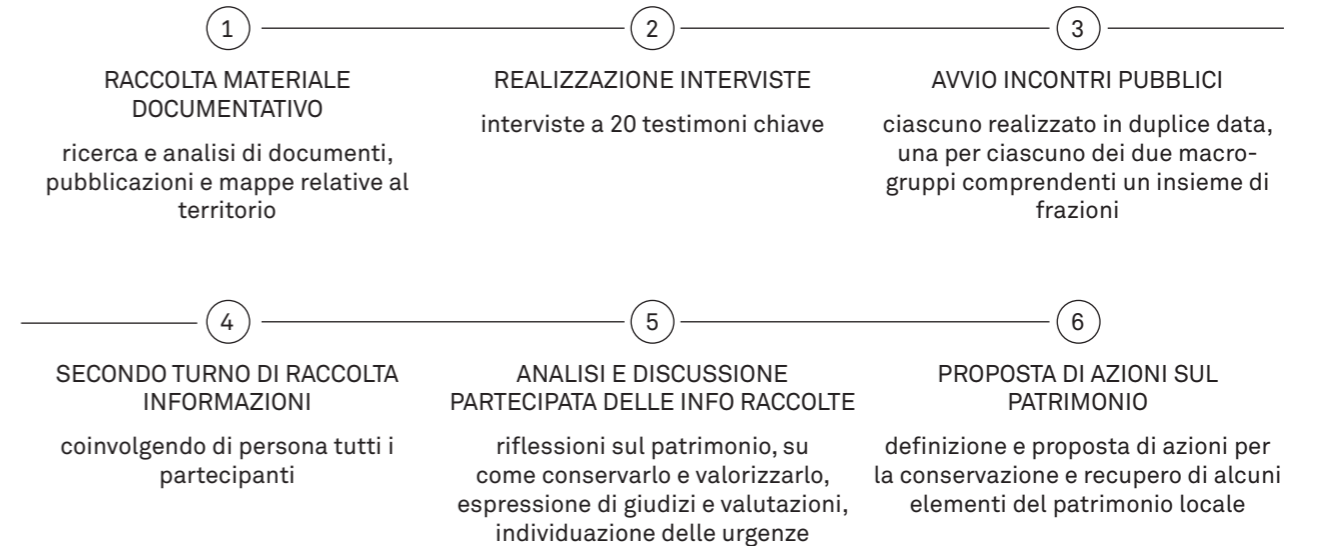 1
RACCOLTA MATERIALE
DOCUMENTATIVO
ricerca e analisi di documenti,
pubblicazioni e mappe relative al
territorio
2
REALIZZAZIONE INTERVISTE
interviste a 20 testimoni chiave
3
AVVIO INCONTRI PUBBLICI
ciascuno realizzato in duplice data,
una per ciascuno dei due macro-
gruppi comprendenti un insieme di
frazioni
4
SECONDO TURNO DI RACCOLTA
INFORMAZIONI
coinvolgendo di persona tutti i
partecipanti
5
ANALISI E DISCUSSIONE
PARTECIPATA DELLE INFO RACCOLTE
riflessioni sul patrimonio, su
come conservarlo e valorizzarlo,
espressione di giudizi e valutazioni,
individuazione delle urgenze
6
PROPOSTA DI AZIONI SUL
PATRIMONIO
definizione e proposta di azioni per
la conservazione e recupero di alcuni
elementi del patrimonio locale